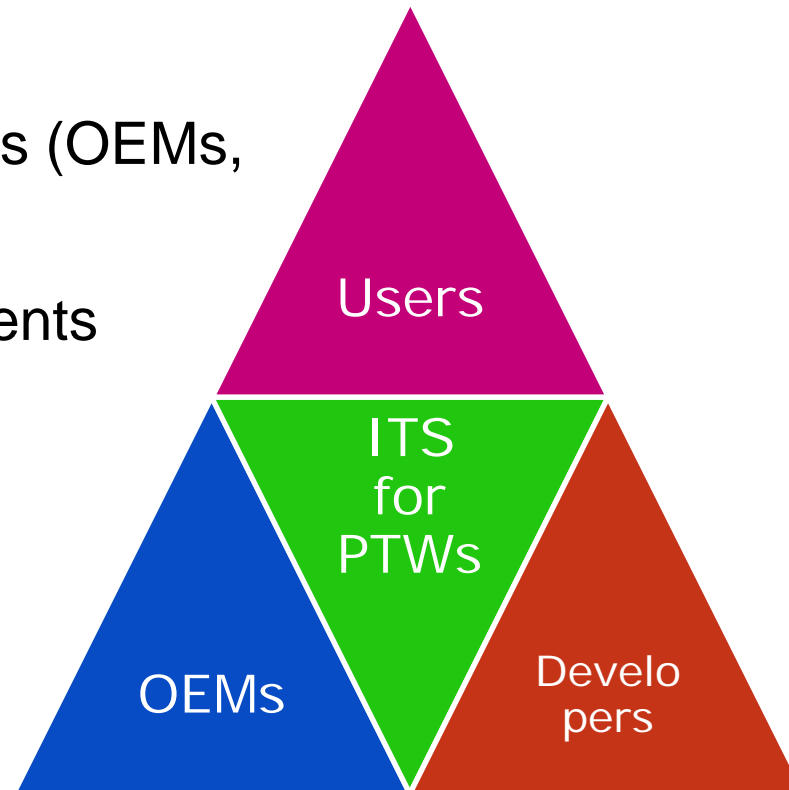 s (OEMs,
ents
Users
ITS
for
PTWs
OEMs
Develo
pers